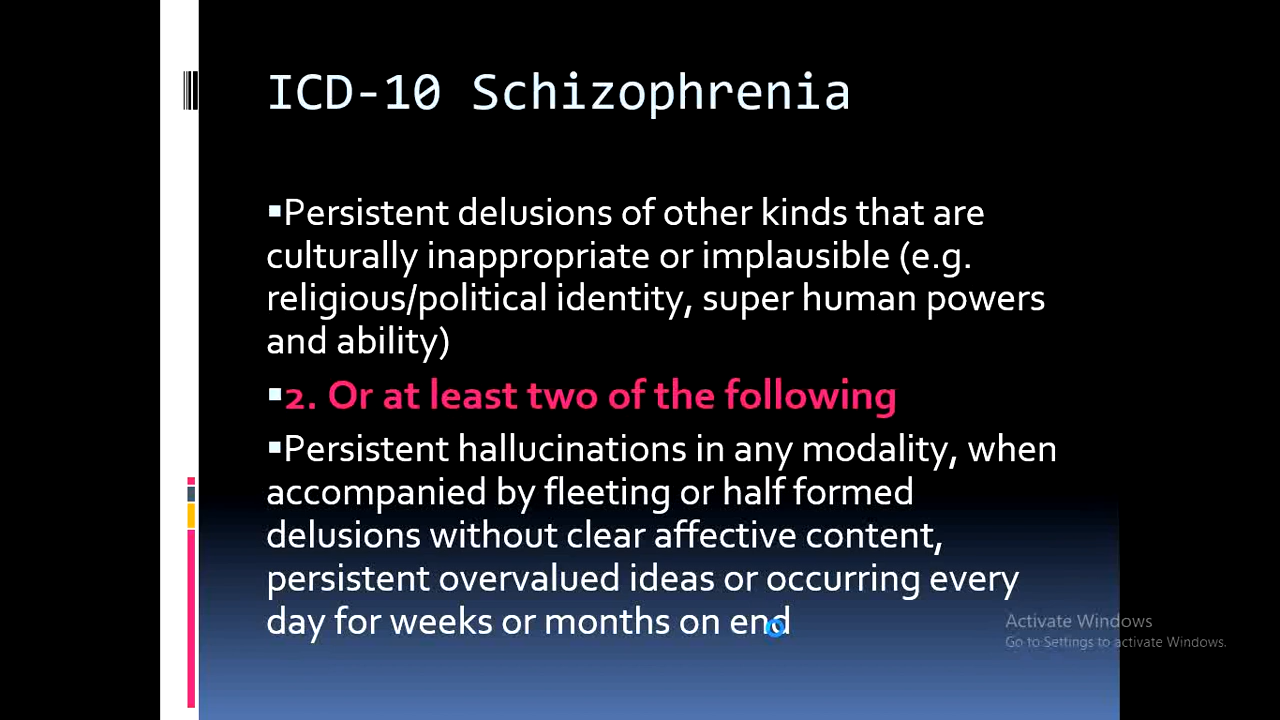 ICD-10 Schizophrenia
▪Persistent delusions of other kinds that are
culturally inappropriate or implausible (e.g.
religious/political identity, super human powers
and ability)
▪2. Or at least two of the following
▪Persistent hallucinations in any modality, when
accompanied by fleeting or half formed
delusions without clear affective content,
persistent overvalued ideas or occurring every
day for weeks or months on end
Activate Windows
Go to Settings to activate Windows.